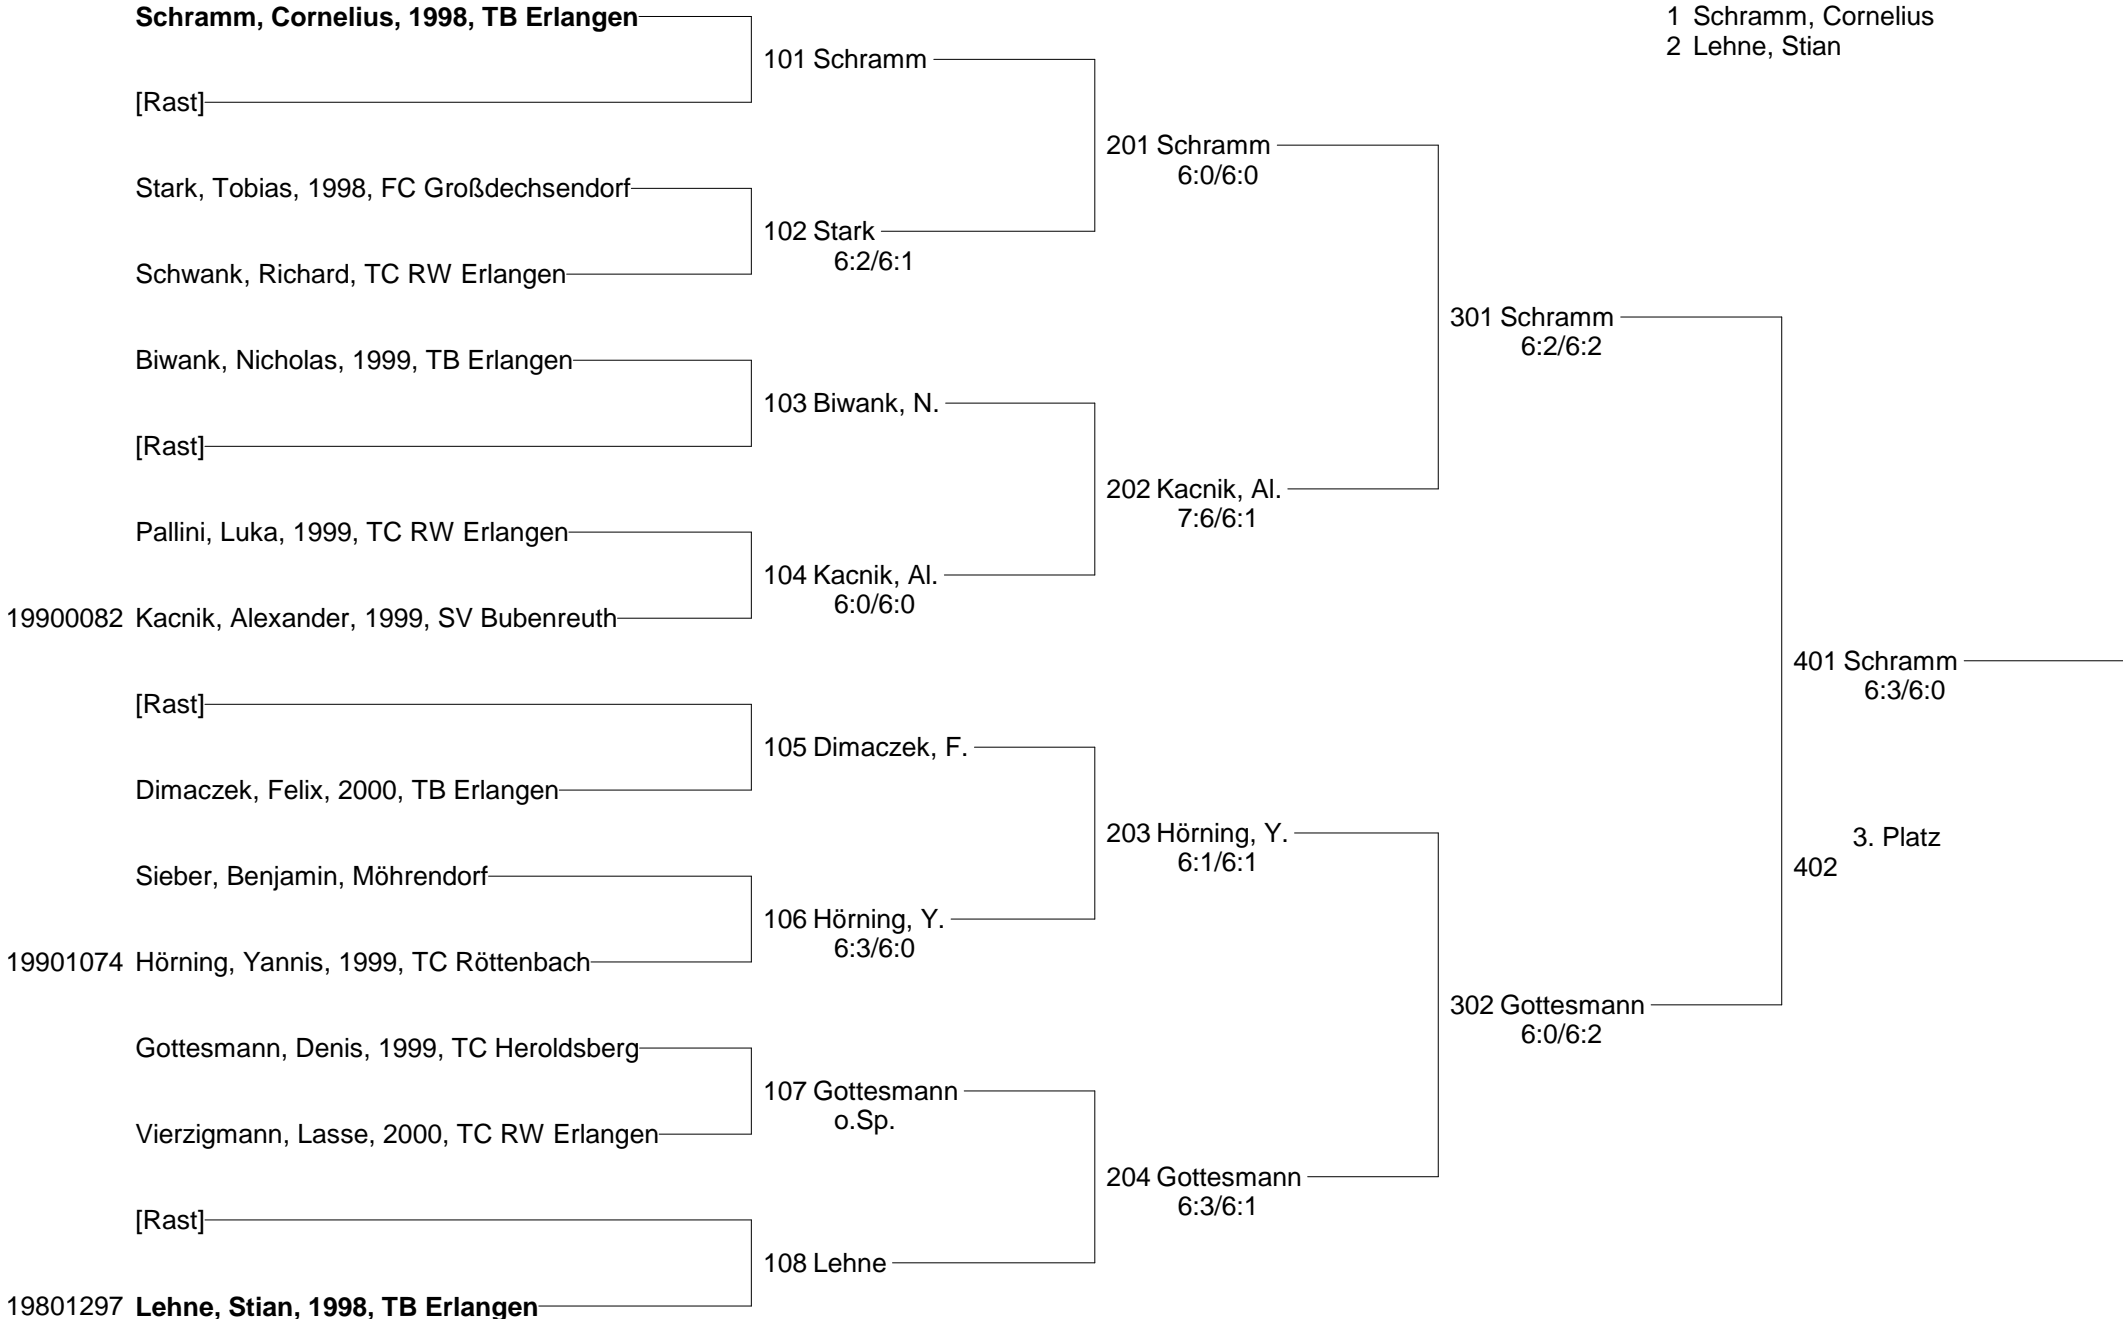 Schramm, Cornelius, 1998, TB Erlangen
1 Schramm, Cornelius
2 Lehne, Stian
101 Schramm
[Rast]
201 Schramm
6:0/6:0
Stark, Tobias, 1998, FC Großdechsendorf
102 Stark
6:2/6:1
Schwank, Richard, TC RW Erlangen
301 Schramm
6:2/6:2
Biwank, Nicholas, 1999, TB Erlangen
103 Biwank, N.
[Rast]
202 Kacnik, Al.
7:6/6:1
Pallini, Luka, 1999, TC RW Erlangen
104 Kacnik, Al.
6:0/6:0
19900082 Kacnik, Alexander, 1999, SV Bubenreuth
401 Schramm
6:3/6:0
[Rast]
105 Dimaczek, F.
Dimaczek, Felix, 2000, TB Erlangen
203 Hörning, Y.
6:1/6:1
3. Platz
402
Sieber, Benjamin, Möhrendorf
106 Hörning, Y.
6:3/6:0
19901074 Hörning, Yannis, 1999, TC Röttenbach
302 Gottesmann
6:0/6:2
Gottesmann, Denis, 1999, TC Heroldsberg
107 Gottesmann
o.Sp.
Vierzigmann, Lasse, 2000, TC RW Erlangen
204 Gottesmann
6:3/6:1
[Rast]
108 Lehne
19801297 Lehne, Stian, 1998, TB Erlangen